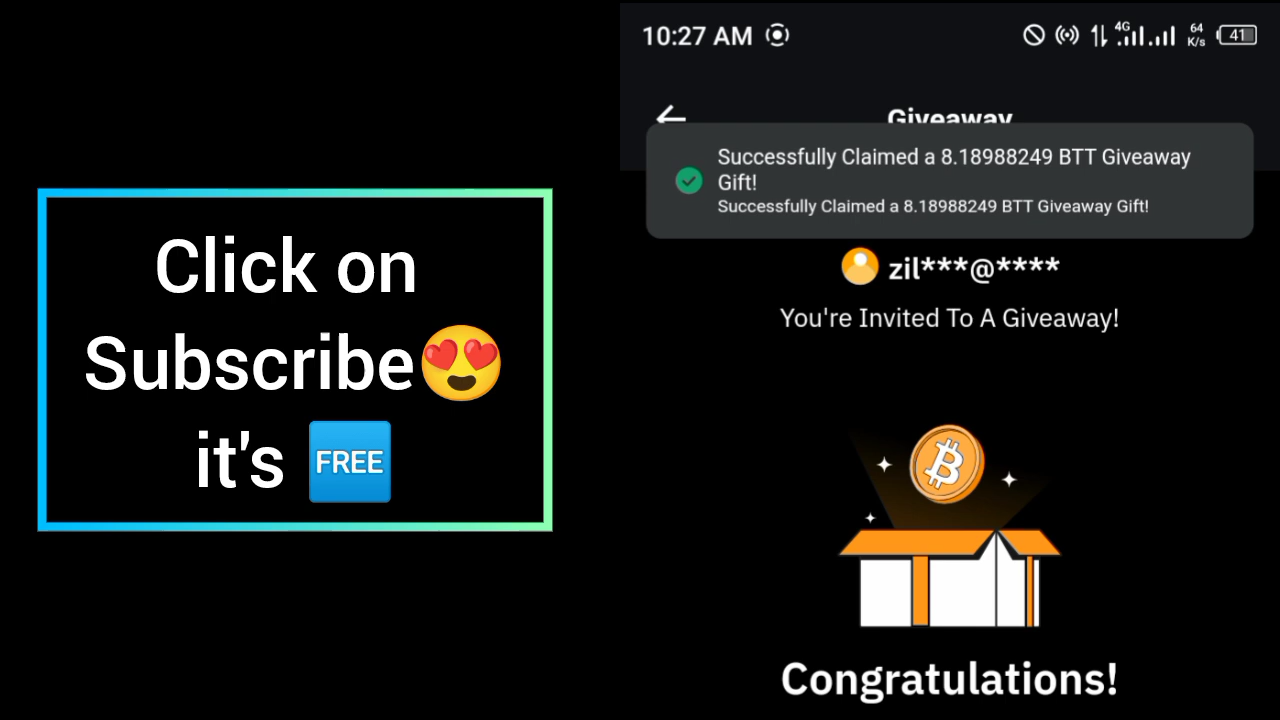 Click on
Subscribe😍
it's FREE
10:27 AM
4G
64
K/s
41
Giveaway
Successfully Claimed a 8.18988249 BTT Giveaway
Gift!
Successfully Claimed a 8.18988249 BTT Giveaway Gift!
zil***@****
You're Invited To A Giveaway!
Congratulations!